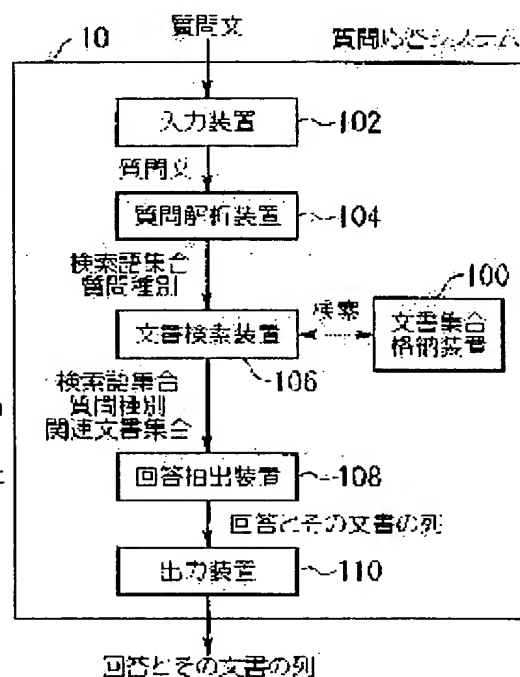 質問文
10
質問応答システム
入力装置
102
質問文
質問解析装置
104
検索語集合
質問種別
100
検索
文書検索装置
文書集合
格納装置
106
検索語集合
質問種別
関連文書集合
回答抽出装置
108
回答とその文書の列
出力装置
110
回答とその文書の列